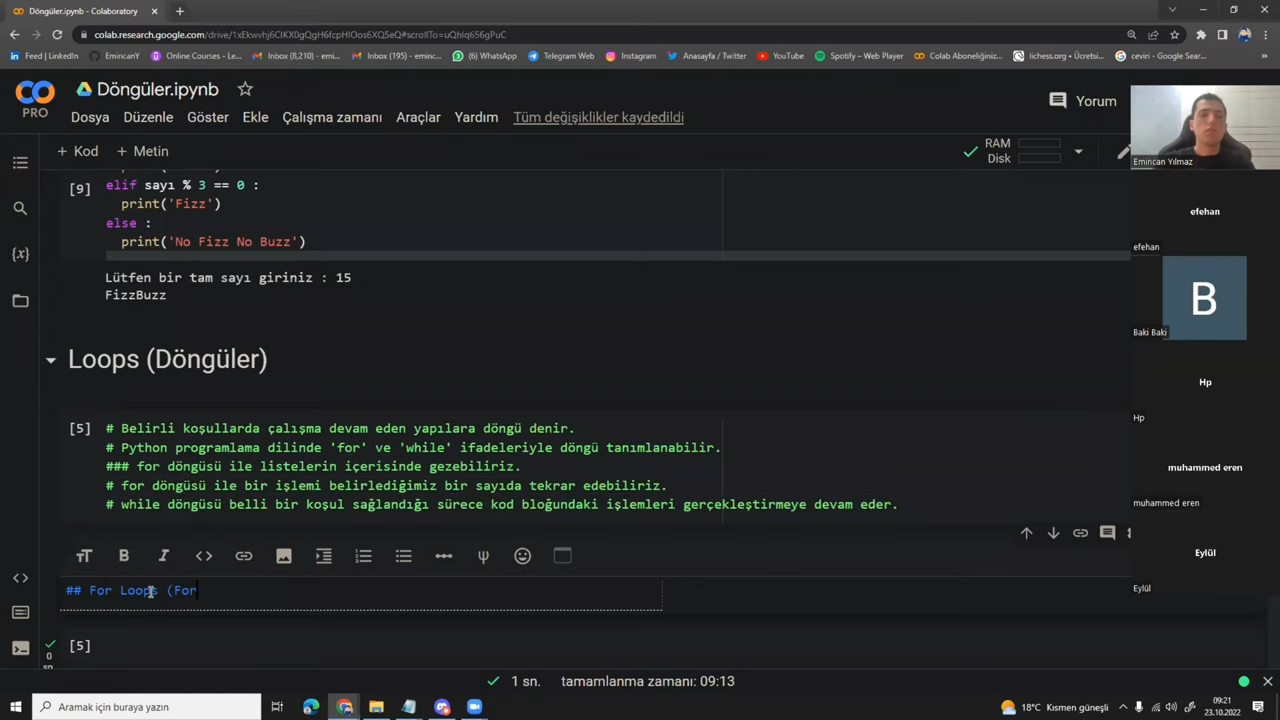 Döngüler.ipynb - Colaboratory
colab.research.google.com/drive/1xEkwvhj6CIKX0gQgH6fcpHIOos6XQ5eQ#scrollTo=uQhIq656gPuC
Feed | LinkedIn
EmincanY
Online Courses - Le...
Inbox (8,210) - emi...
Inbox (195) - eminc...
(6) WhatsApp
Telegram Web
Instagram
Anasayfa / Twitter
YouTube
Spotify – Web Player
Colab Aboneliğiniz...
lichess.org • Ücretsi...
ceviri - Google Sear...
PRO
Döngüler.ipynb
Dosya Düzenle Göster Ekle Çalışma zamanı Araçlar Yardım Tüm değişiklikler kaydedildi
Yorum
+ Kod + Metin
RAM
Disk
[9]
elif sayı % 3 == 0 :
print('Fizz')
else :
print('No Fizz No Buzz')
Lütfen bir tam sayı giriniz : 15
FizzBuzz
Loops (Döngüler)
[5]
# Belirli koşullarda çalışma devam eden yapılara döngü denir.
# Python programlama dilinde 'for' ve 'while' ifadeleriyle döngü tanımlanabilir.
### for döngüsü ile listelerin içerisinde gezebiliriz.
# for döngüsü ile bir işlemi belirlediğimiz bir sayıda tekrar edebiliriz.
# while döngüsü belli bir koşul sağlandığı sürece kod bloğundaki işlemleri gerçekleştirmeye devam eder.
## For Loops (For
[5]
0
sn.
1 sn. tamamlanma zamanı: 09:13
Emincan Yılmaz
efehan
efehan
B
Baki Baki
Hp
Hp
muhammed eren
muhammed eren
Eylül
Eylül
Aramak için buraya yazın
18°C Kısmen güneşli
09:21
23.10.2022